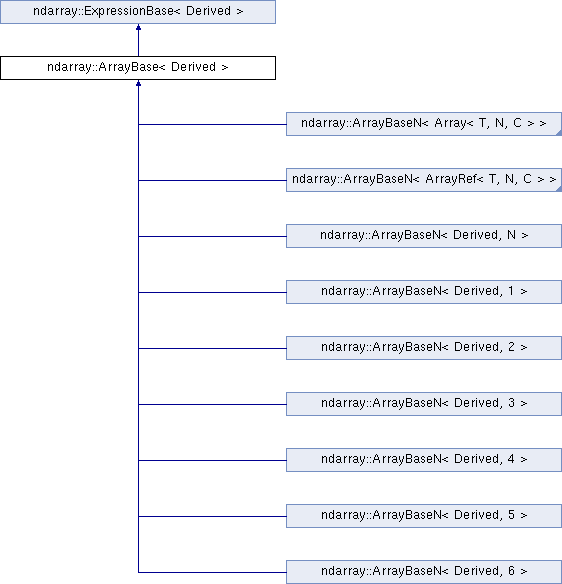 ndarray::ExpressionBase< Derived >
ndarray::ArrayBase< Derived >
ndarray::ArrayBaseN< Array< T, N, C > >
ndarray::ArrayBaseN< ArrayRef< T, N, C > >
ndarray::ArrayBaseN< Derived, N >
ndarray::ArrayBaseN< Derived, 1 >
ndarray::ArrayBaseN< Derived, 2 >
ndarray::ArrayBaseN< Derived, 3 >
ndarray::ArrayBaseN< Derived, 4 >
ndarray::ArrayBaseN< Derived, 5 >
ndarray::ArrayBaseN< Derived, 6 >